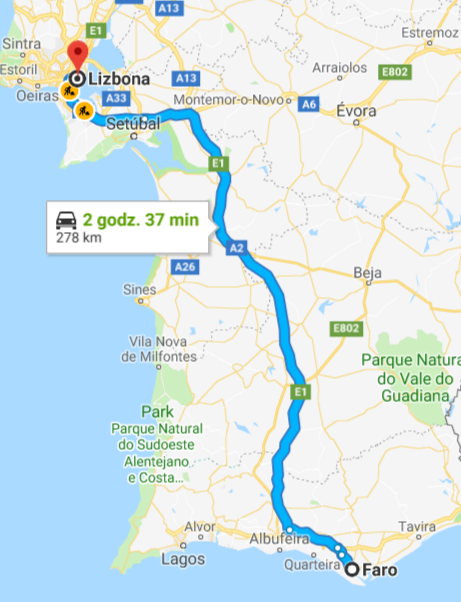 A13
E1
Sintra
Estremoz
Estoril
Lizbona
A13
Arraiolos
E802
Oeiras
A33
Montemor-o-Novo
A6
Setúbal
Évora
E1
2 godz. 37 min
278 km
A2
A26
Beja
Sines
E802
Vila Nova
de Milfontes
Parque Natura
do Vale do
Guadiana
E1
Park
Parque Natural
do Sudoeste
Alentejano
e Costa...
Alvor
Albufeira
Tavira
Lagos
Quarteira
Faro